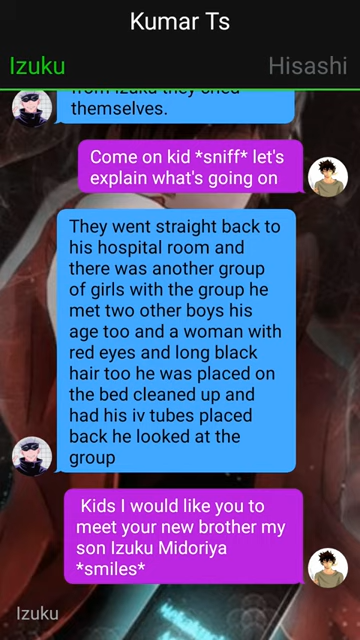 Kumar Ts
Izuku
Hisashi
from Izuku they cried
themselves.
Come on kid *sniff* let's
explain what's going on
They went straight back to
his hospital room and
there was another group
of girls with the group he
met two other boys his
age too and a woman with
red eyes and long black
hair too he was placed on
the bed cleaned up and
had his iv tubes placed
back he looked at the
group
Kids I would like you to
meet your new brother my
son Izuku Midoriya
*smiles*
Izuku